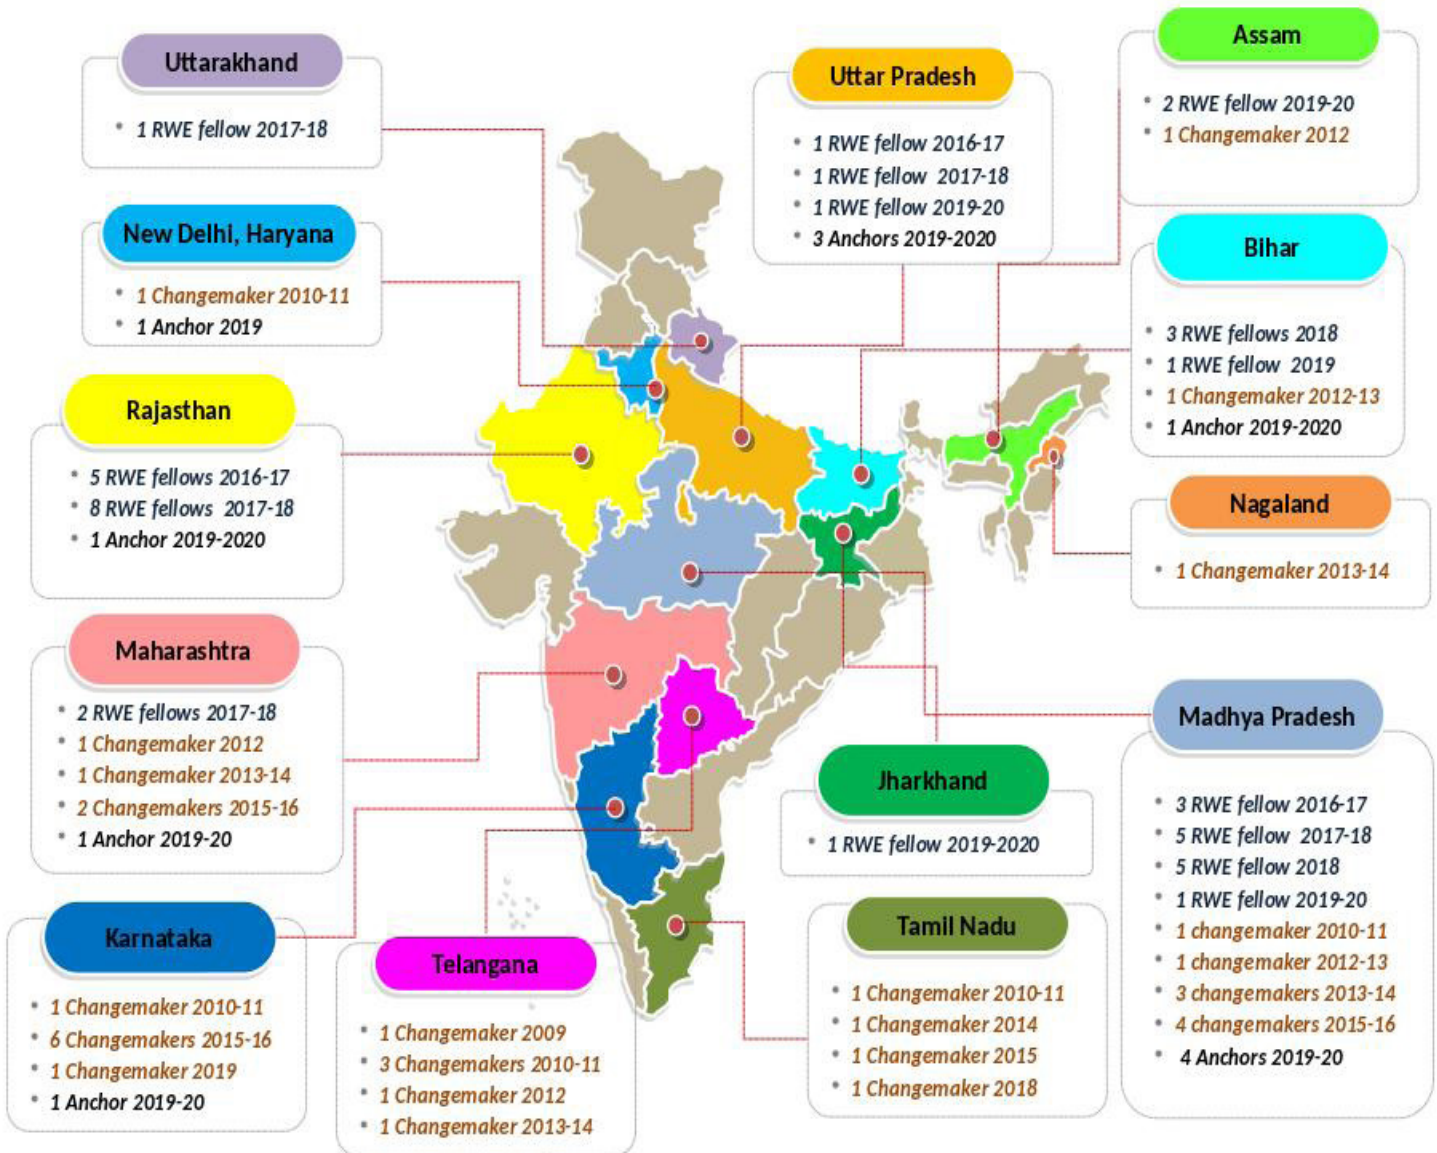 Uttarakhand
1 RWE fellow 2017-18
New Delhi, Haryana
1 Changemaker 2010-11
1 Anchor 2019
Rajasthan
5 RWE fellows 2016-17
8 RWE fellows 2017-18
1 Anchor 2019-2020
Maharashtra
2 RWE fellows 2017-18
1 Changemaker 2012
1 Changemaker 2013-14
2 Changemakers 2015-16
1 Anchor 2019-20
Karnataka
1 Changemaker 2010-11
6 Changemakers 2015-16
1 Changemaker 2019
1 Anchor 2019-20
Telangana
1 Changemaker 2009
3 Changemakers 2010-11
1 Changemaker 2012
1 Changemaker 2013-14
Uttar Pradesh
1 RWE fellow 2016-17
1 RWE fellow 2017-18
1 RWE fellow 2019-20
3 Anchors 2019-2020
Assam
2 RWE fellow 2019-20
1 Changemaker 2012
Bihar
3 RWE fellows 2018
1 RWE fellow 2019
1 Changemaker 2012-13
1 Anchor 2019-2020
Nagaland
1 Changemaker 2013-14
Madhya Pradesh
3 RWE fellow 2016-17
5 RWE fellow 2017-18
5 RWE fellow 2018
1 RWE fellow 2019-20
1 changemaker 2010-11
1 changemaker 2012-13
3 changemakers 2013-14
4 changemakers 2015-16
4 Anchors 2019-20
Jharkhand
1 RWE fellow 2019-2020
Tamil Nadu
1 Changemaker 2010-11
1 Changemaker 2014
1 Changemaker 2015
1 Changemaker 2018